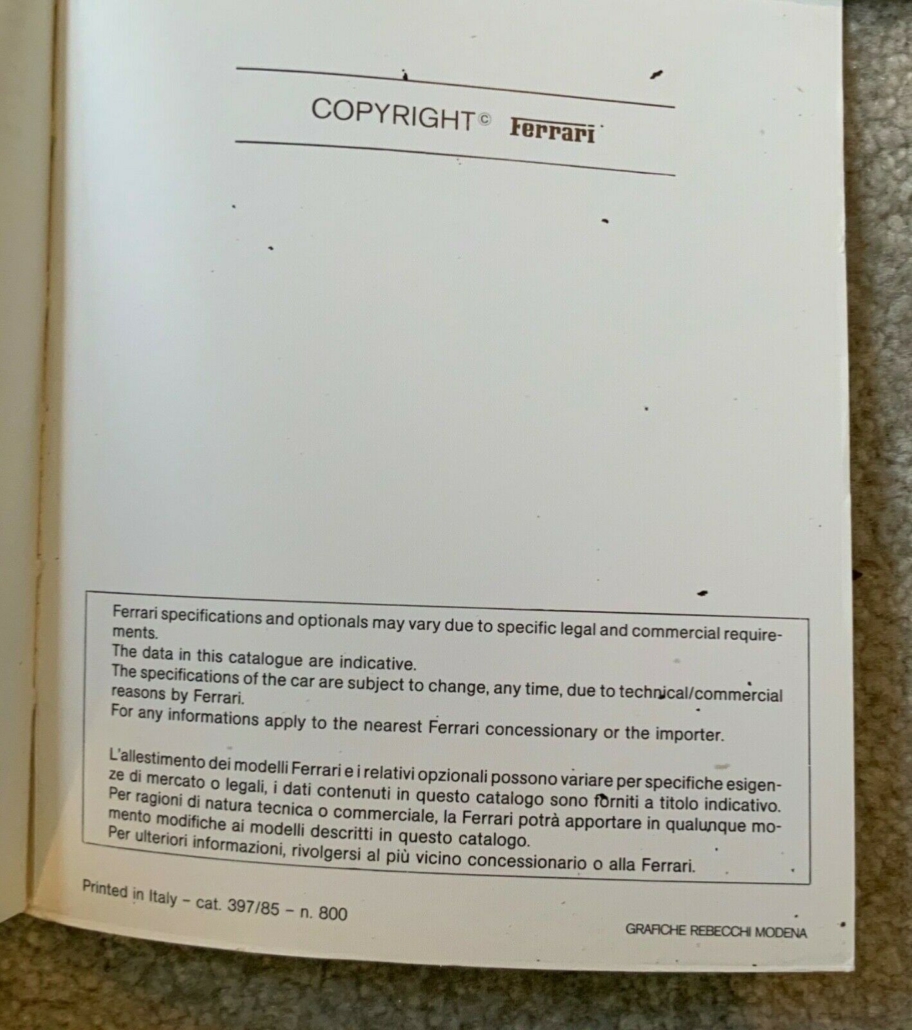 COPYRIGHT© Ferrari
Ferrari specifications and optionals may vary due to specific legal and commercial require-
ments.
The data in this catalogue are indicative.
The specifications of the car are subject to change, any time, due to technical/commercial
reasons by Ferrari.
For any informations apply to the nearest Ferrari concessionary or the importer.
L'allestimento dei modelli Ferrari e i relativi opzionali possono variare per specifiche esigen-
ze di mercato o legali, i dati contenuti in questo catalogo sono forniti a titolo indicativo.
Per ragioni di natura tecnica o commerciale, la Ferrari potrà apportare in qualunque mo-
mento modifiche ai modelli descritti in questo catalogo.
Per ulteriori informazioni, rivolgersi al più vicino concessionario o alla Ferrari.
Printed in Italy – cat. 397/85 – n. 800
GRAFICHE REBECCHI MODENA